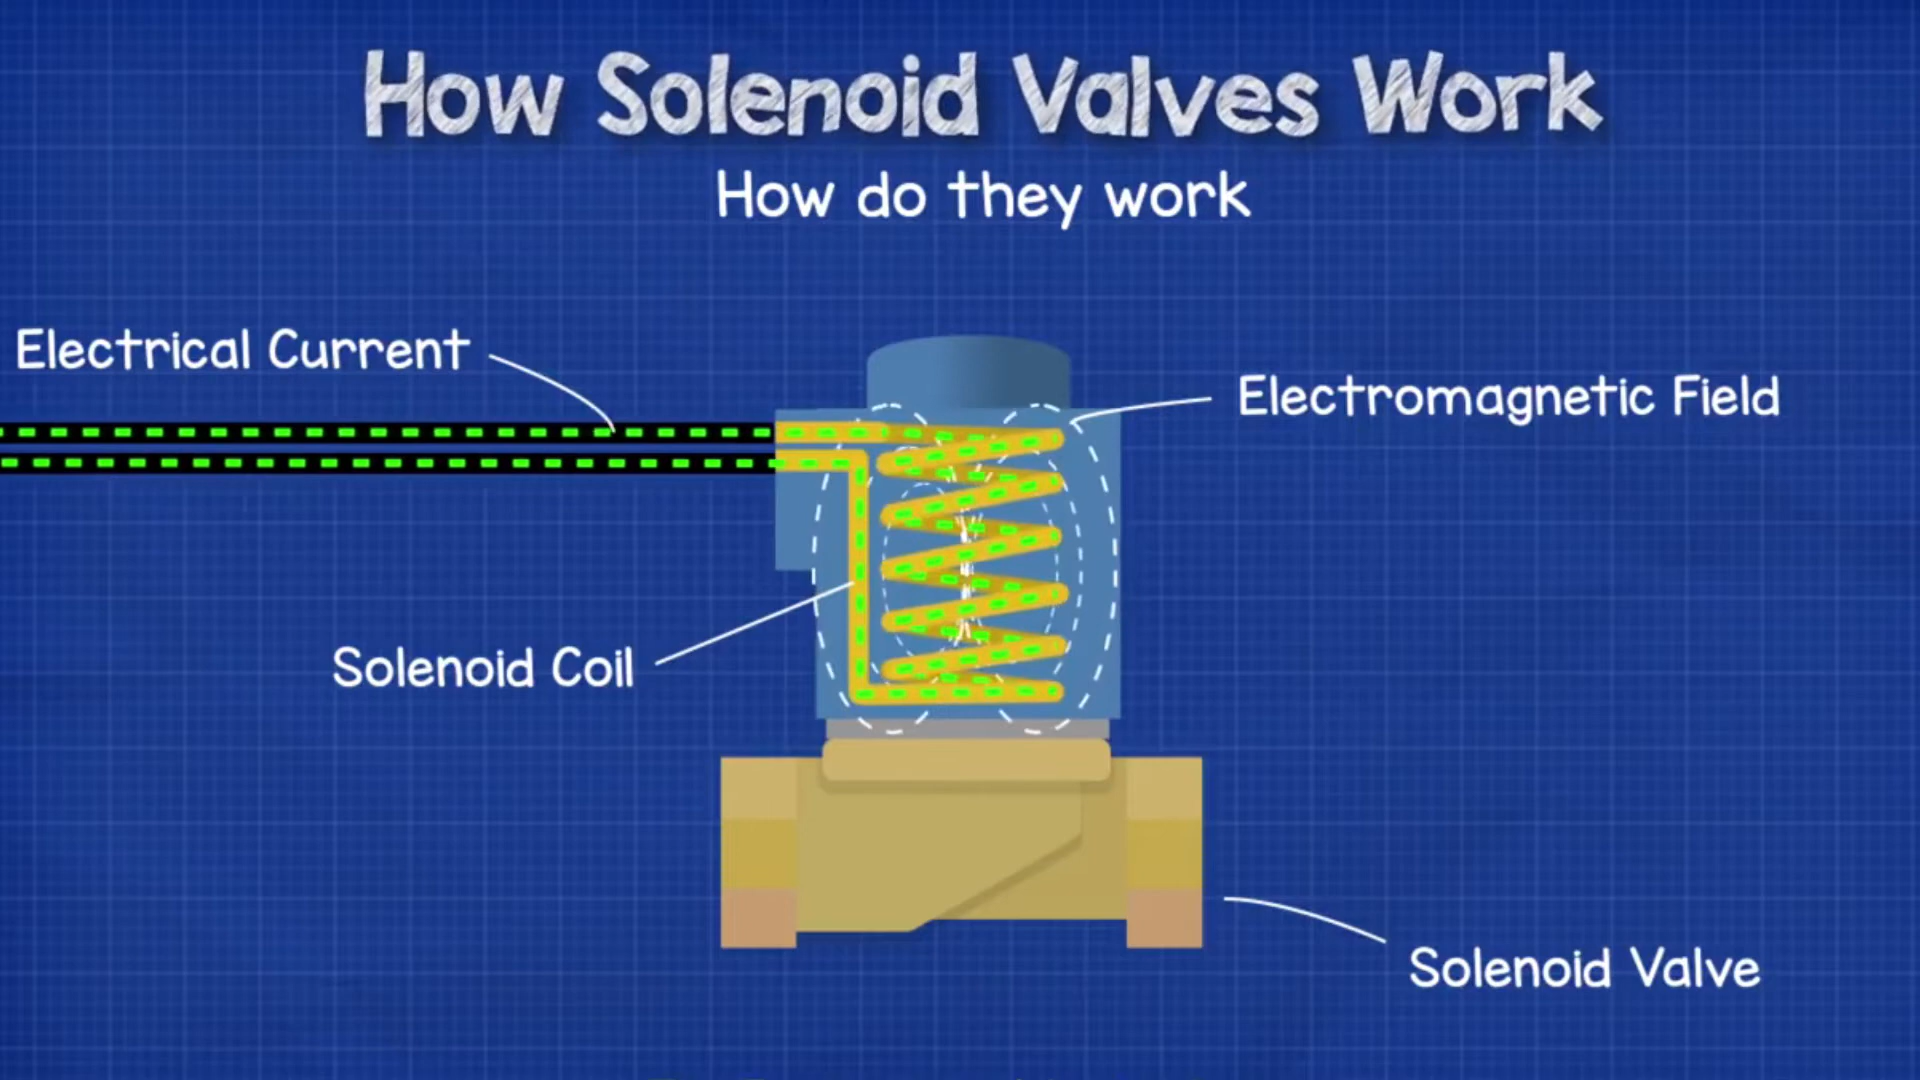 How Solenoid Valves Work
How do they work
Electrical Current
Electromagnetic Field
Solenoid Coil
Solenoid Valve